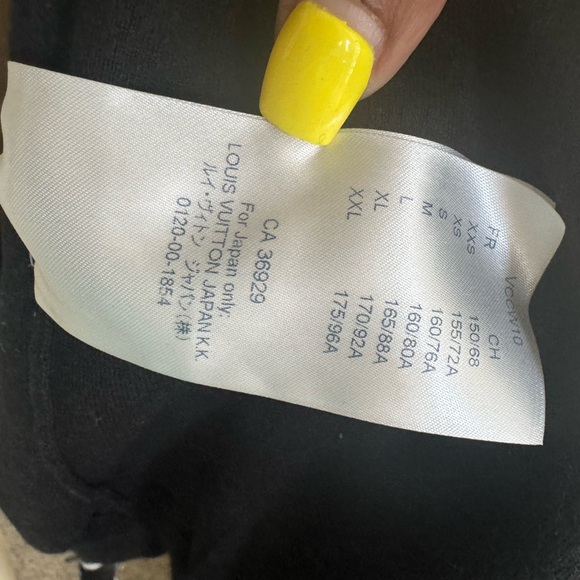 VccW10
FR CH
XXS 150/68
XS 155/72A
S 160/76A
M 160/80A
L 165/88A
XL 170/92A
XXL 175/96A
CA 36929
For Japan only:
LOUIS VUITTON JAPAN K.K.
ルイ・ヴィトン ジャパン(株)
0120-00-1854